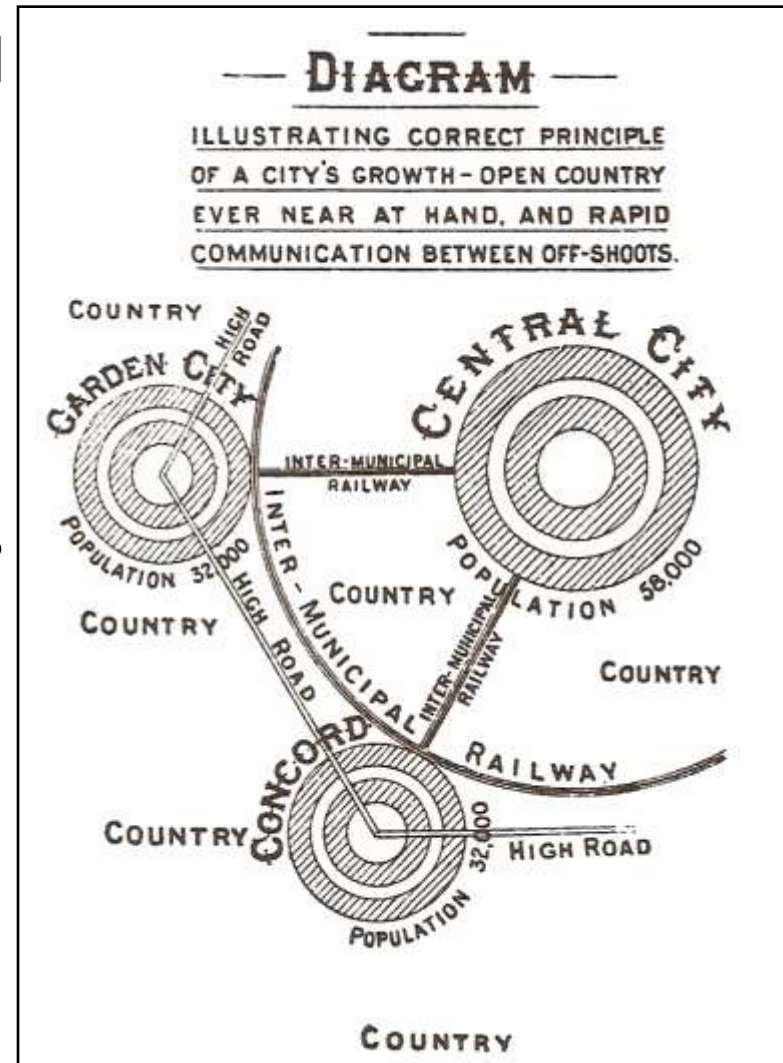 DIAGRAM
ILLUSTRATING CORRECT PRINCIPLE
OF A CITY'S GROWTH - OPEN COUNTRY
EVER NEAR AT HAND, AND RAPID
COMMUNICATION BETWEEN OFF-SHOOTS.
COUNTRY
HIGH ROAD
GARDEN CITY
POPULATION 32,000
CENTRAL CITY
POPULATION 58,000
INTER-MUNICIPAL
RAILWAY
INTER-MUNICIPAL RAILWAY
COUNTRY
INTER-MUNICIPAL
RAILWAY
COUNTRY
HIGH ROAD
COUNTRY
CONCORD
POPULATION 32,000
COUNTRY
HIGH ROAD
COUNTRY